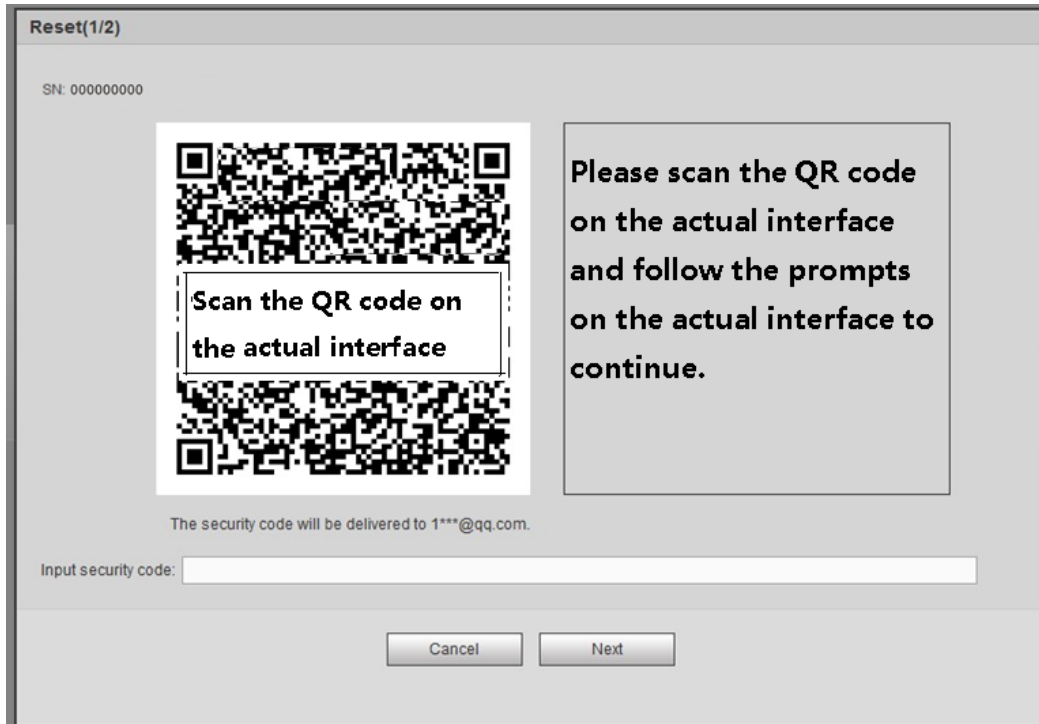 Reset(1/2)
SN: 000000000
Scan the QR code on
the actual interface
Please scan the QR code
on the actual interface
and follow the prompts
on the actual interface to
continue.
The security code will be delivered to 1***@qq.com.
Input security code:
Cancel
Next